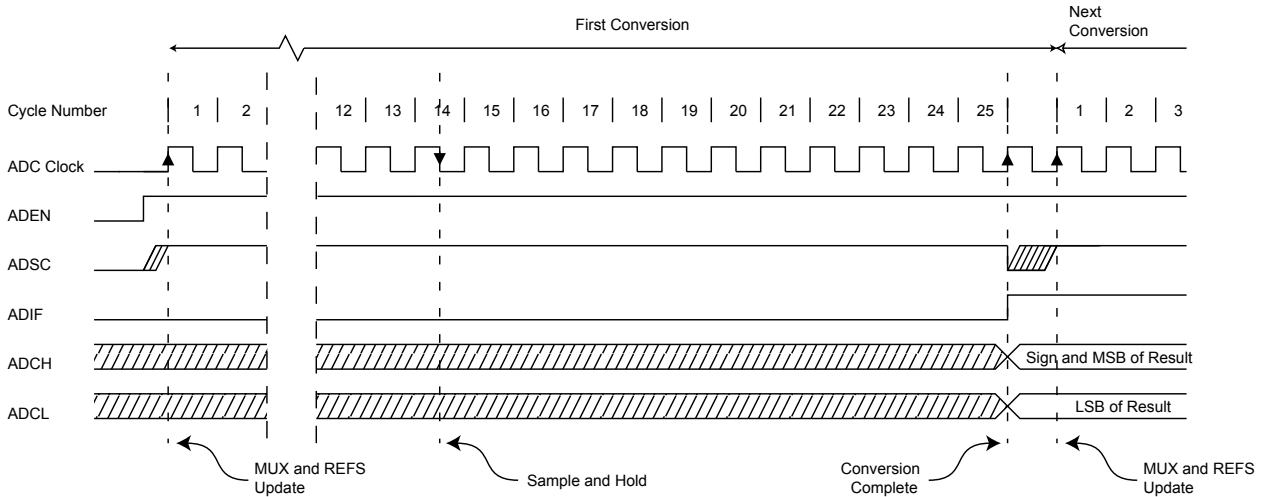 First Conversion
Next
Conversion
Cycle Number 1 2 12 13 14 15 16 17 18 19 20 21 22 23 24 25 1 2 3
ADC Clock
ADEN
ADSC
ADIF
ADCH Sign and MSB of Result
ADCL LSB of Result
MUX and REFS
Update
Sample and Hold
Conversion
Complete
MUX and REFS
Update